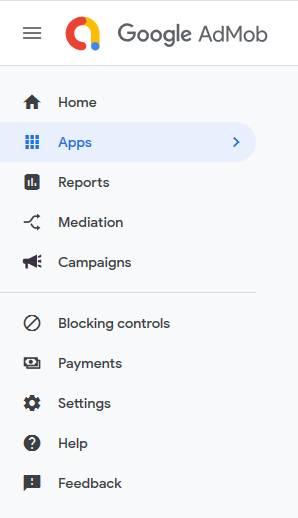 Google AdMob
Home
Apps
Reports
Mediation
Campaigns
Blocking controls
Payments
Settings
Help
Feedback